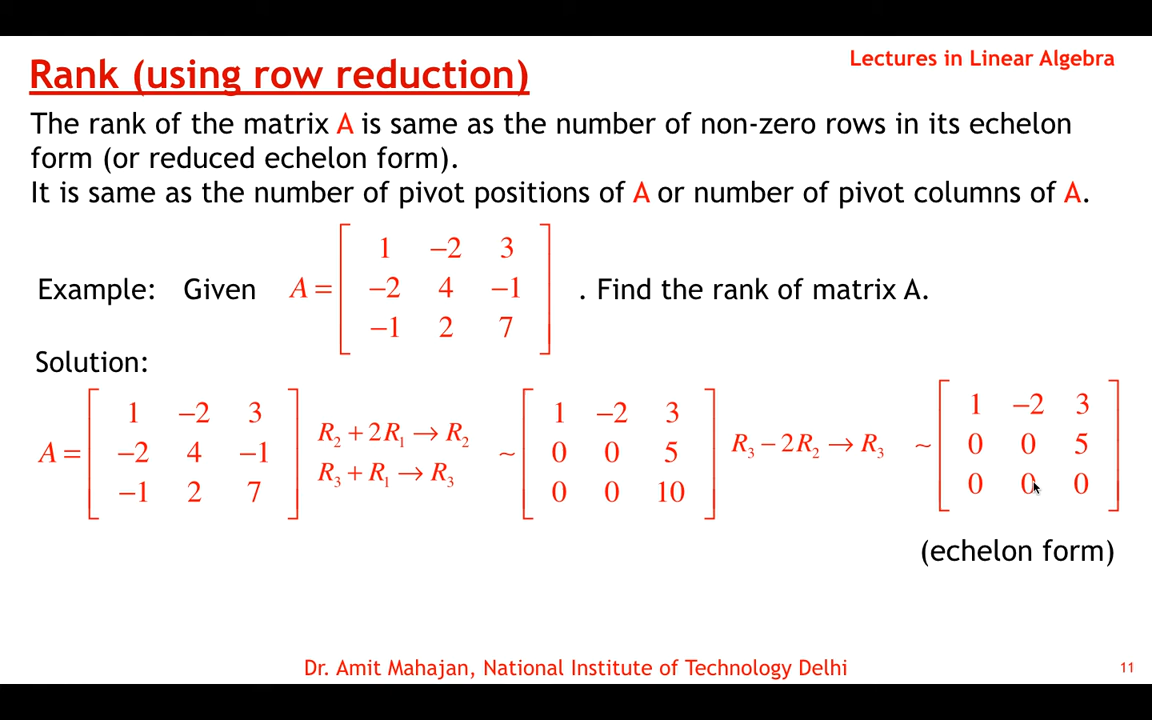 Lectures in Linear Algebra
Rank (using row reduction)
The rank of the matrix A is same as the number of non-zero rows in its echelon
form (or reduced echelon form).
It is same as the number of pivot positions of A or number of pivot columns of A.
Example: Given A = [ 1 −2 3
−2 4 −1
−1 2 7 ] . Find the rank of matrix A.
Solution:
A = [ 1 −2 3
−2 4 −1
−1 2 7 ]
R₂ + 2R₁ → R₂
R₃ + R₁ → R₃
~ [ 1 −2 3
0 0 5
0 0 10 ]
R₃ − 2R₂ → R₃
~ [ 1 −2 3
0 0 5
0 0 0 ]
(echelon form)
Dr. Amit Mahajan, National Institute of Technology Delhi
11